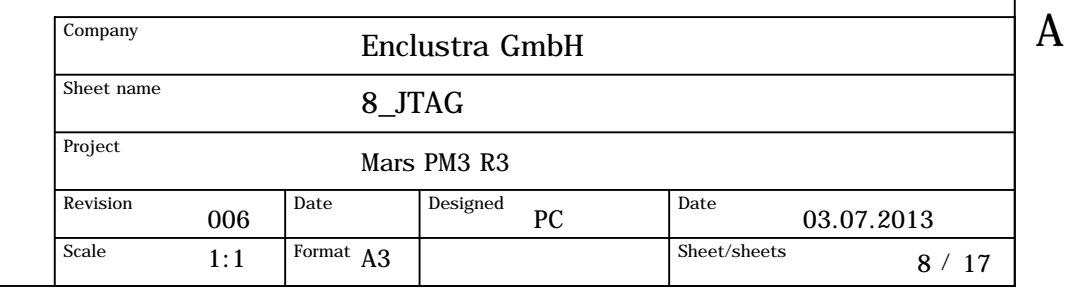 Company Enclustra GmbH
A
Sheet name 8_JTAG
Project Mars PM3 R3
Revision 006 Date Designed PC Date 03.07.2013
Scale 1:1 Format A3 Sheet/sheets 8 / 17